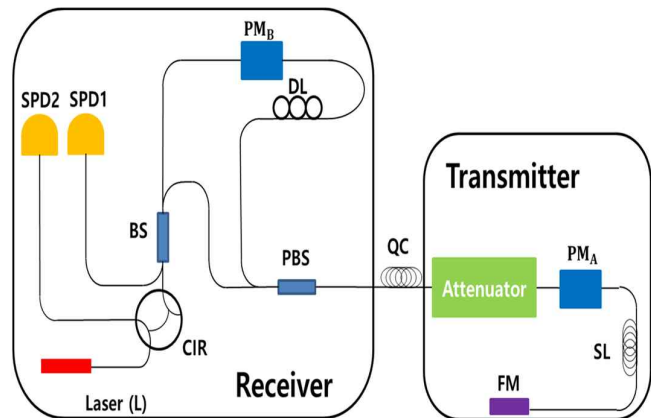 PM_B
SPD2 SPD1
DL
Transmitter
BS
QC
PBS
PM_A
Attenuator
CIR
SL
FM
Receiver
Laser (L)